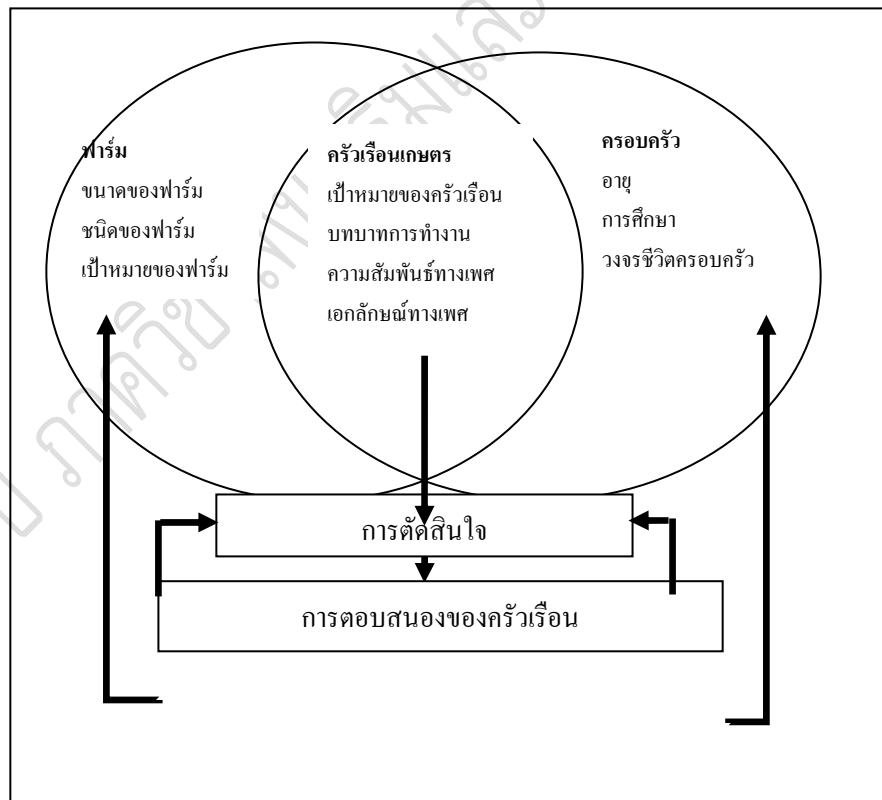 ฟาร์ม
ขนาดของฟาร์ม
ชนิดของฟาร์ม
เป้าหมายของฟาร์ม
ครัวเรือนเกษตร
เป้าหมายของครัวเรือน
บทบาทการทำงาน
ความสัมพันธ์ทางเพศ
เอกลักษณ์ทางเพศ
ครอบครัว
อายุ
การศึกษา
วงจรชีวิตครอบครัว
การตัดสินใจ
การตอบสนองของครัวเรือน